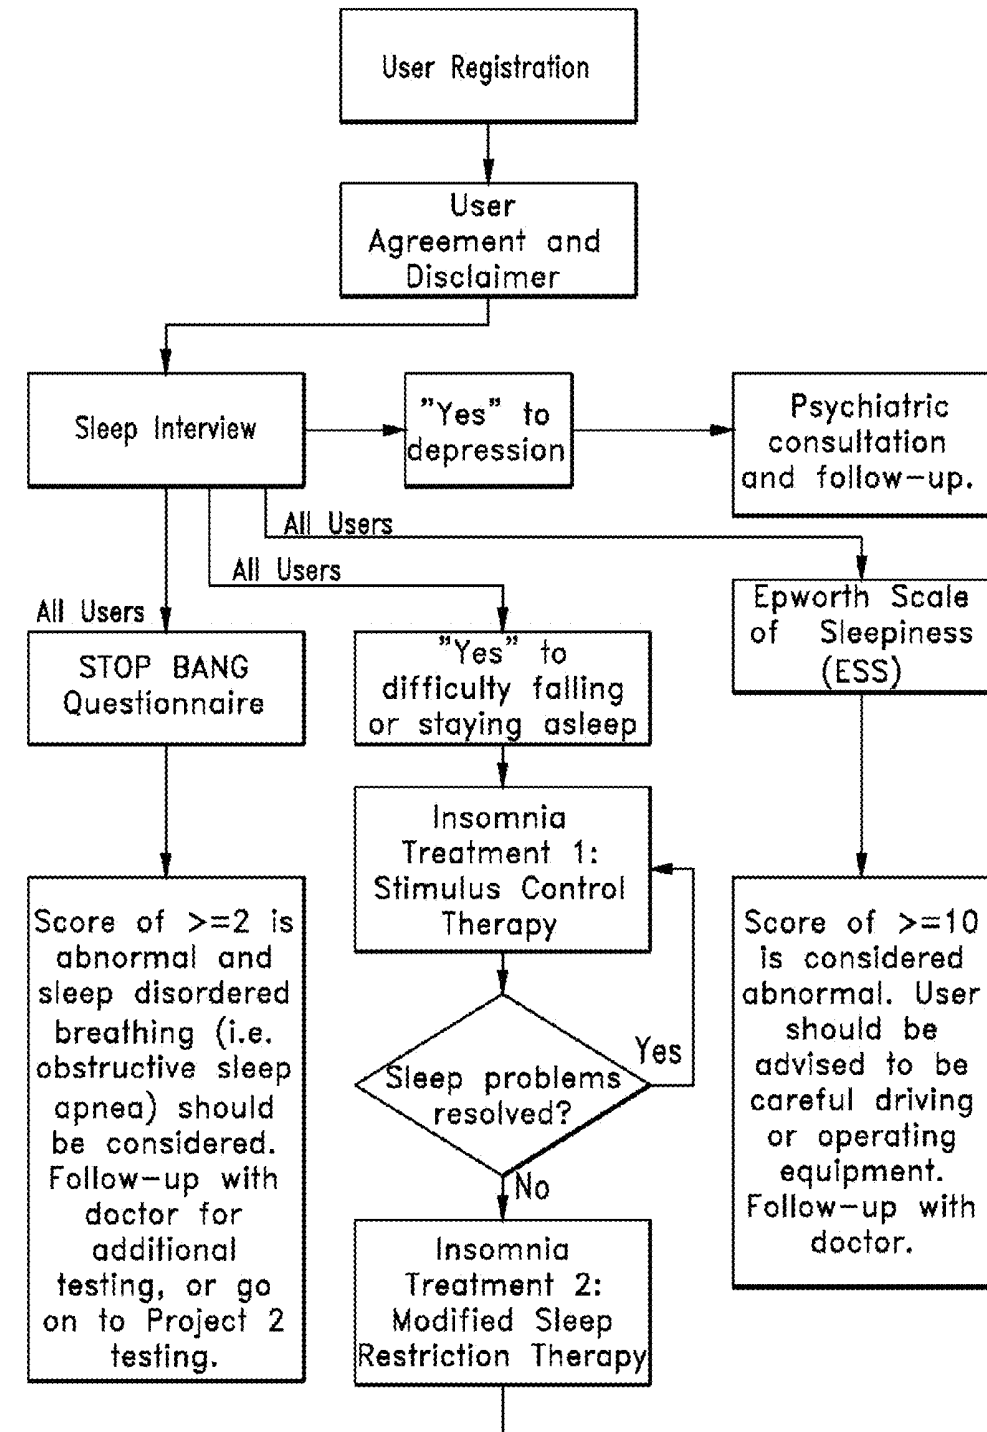 User Registration
User
Agreement and
Disclaimer
Sleep Interview
"Yes" to
depression
Psychiatric
consultation
and follow-up.
All Users
All Users
All Users
STOP BANG
Questionnaire
"Yes" to
difficulty falling
or staying asleep
Epworth Scale
of Sleepiness
(ESS)
Insomnia
Treatment 1:
Stimulus Control
Therapy
Score of >=2 is
abnormal and
sleep disordered
breathing (i.e.
obstructive sleep
apnea) should
be considered.
Follow-up with
doctor for
additional
testing, or go
on to Project 2
testing.
Sleep problems
resolved?
Yes
No
Insomnia
Treatment 2:
Modified Sleep
Restriction Therapy
Score of >=10
is considered
abnormal. User
should be
advised to be
careful driving
or operating
equipment.
Follow-up with
doctor.